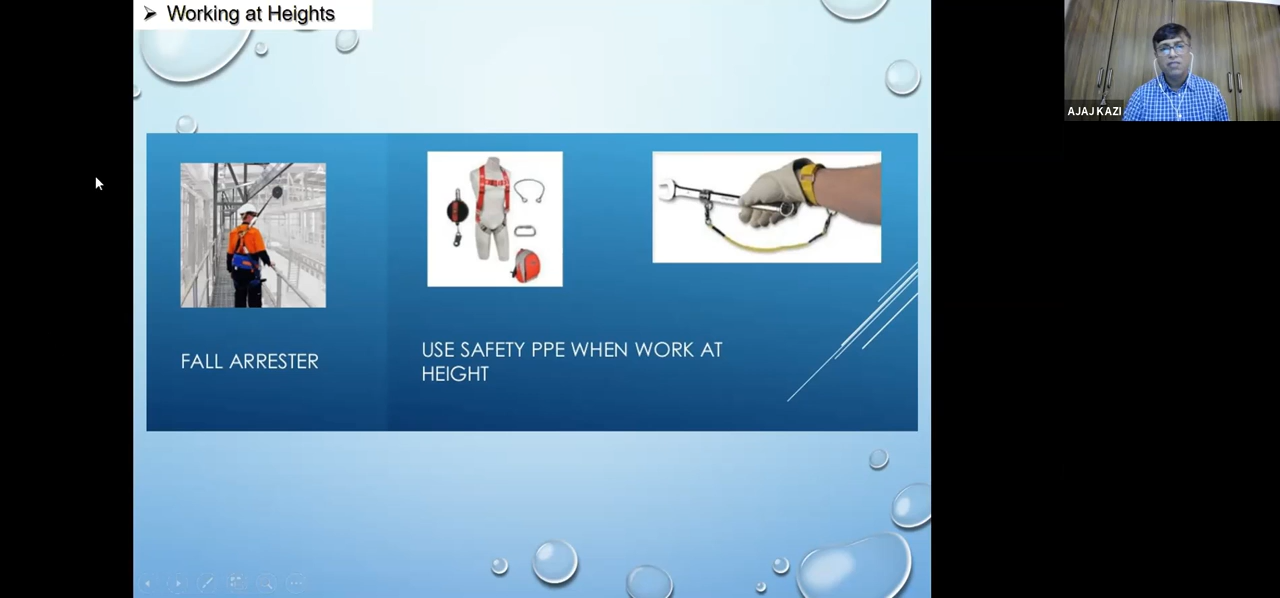 ➤ Working at Heights
AJAJ KAZI
FALL ARRESTER
USE SAFETY PPE WHEN WORK AT
HEIGHT